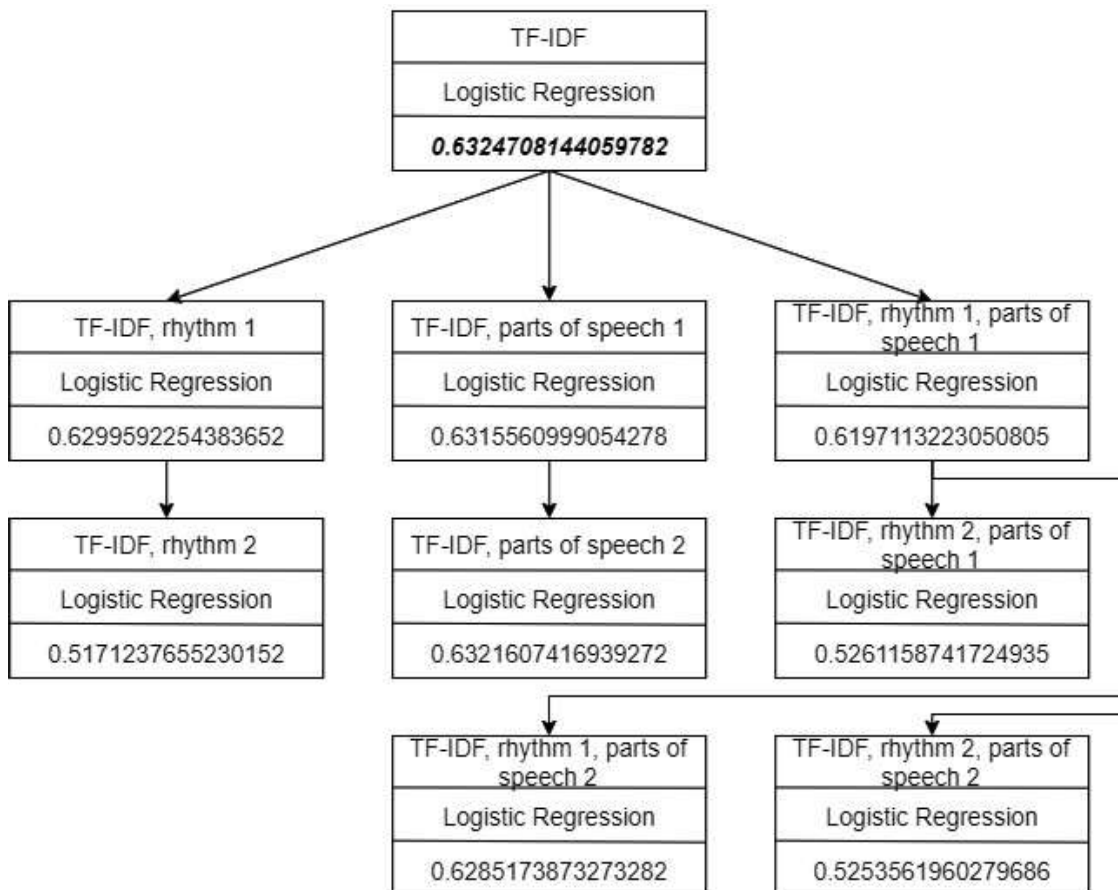 TF-IDF
Logistic Regression
0.6324708144059782
TF-IDF, rhythm 1
Logistic Regression
0.6299592254383652
TF-IDF, parts of speech 1
Logistic Regression
0.6315560999054278
TF-IDF, rhythm 1, parts of
speech 1
Logistic Regression
0.6197113223050805
TF-IDF, rhythm 2
Logistic Regression
0.5171237655230152
TF-IDF, parts of speech 2
Logistic Regression
0.6321607416939272
TF-IDF, rhythm 2, parts of
speech 1
Logistic Regression
0.5261158741724935
TF-IDF, rhythm 1, parts of
speech 2
Logistic Regression
0.6285173873273282
TF-IDF, rhythm 2, parts of
speech 2
Logistic Regression
0.5253561960279686